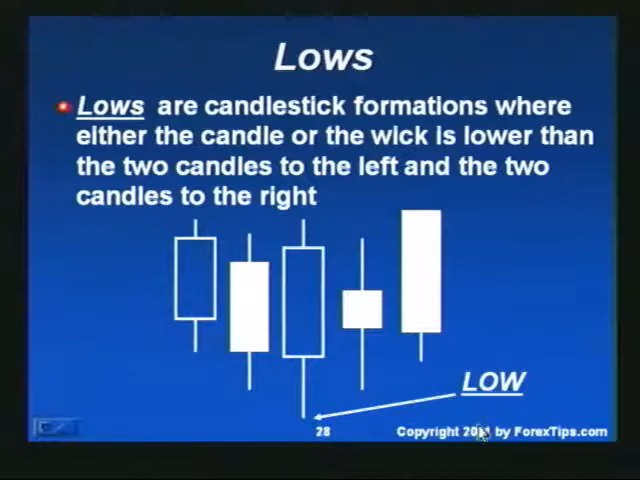 Lows
Lows are candlestick formations where
either the candle or the wick is lower than
the two candles to the left and the two
candles to the right
LOW
28
Copyright by ForexTips.com